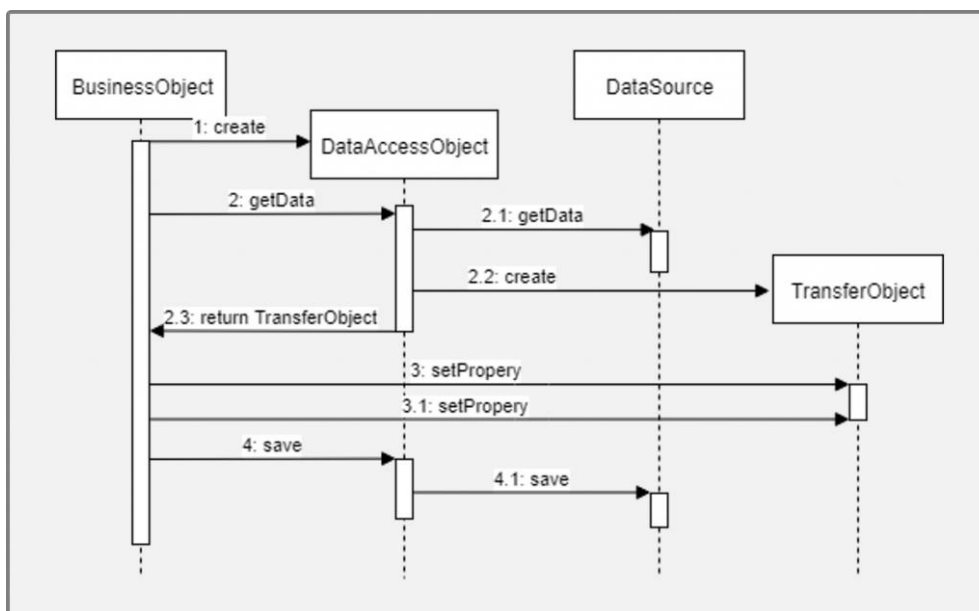 BusinessObject
DataSource
1: create
DataAccessObject
2: getData
2.1: getData
2.2: create
TransferObject
2.3: return TransferObject
3: setPropery
3.1: setPropery
4: save
4.1: save